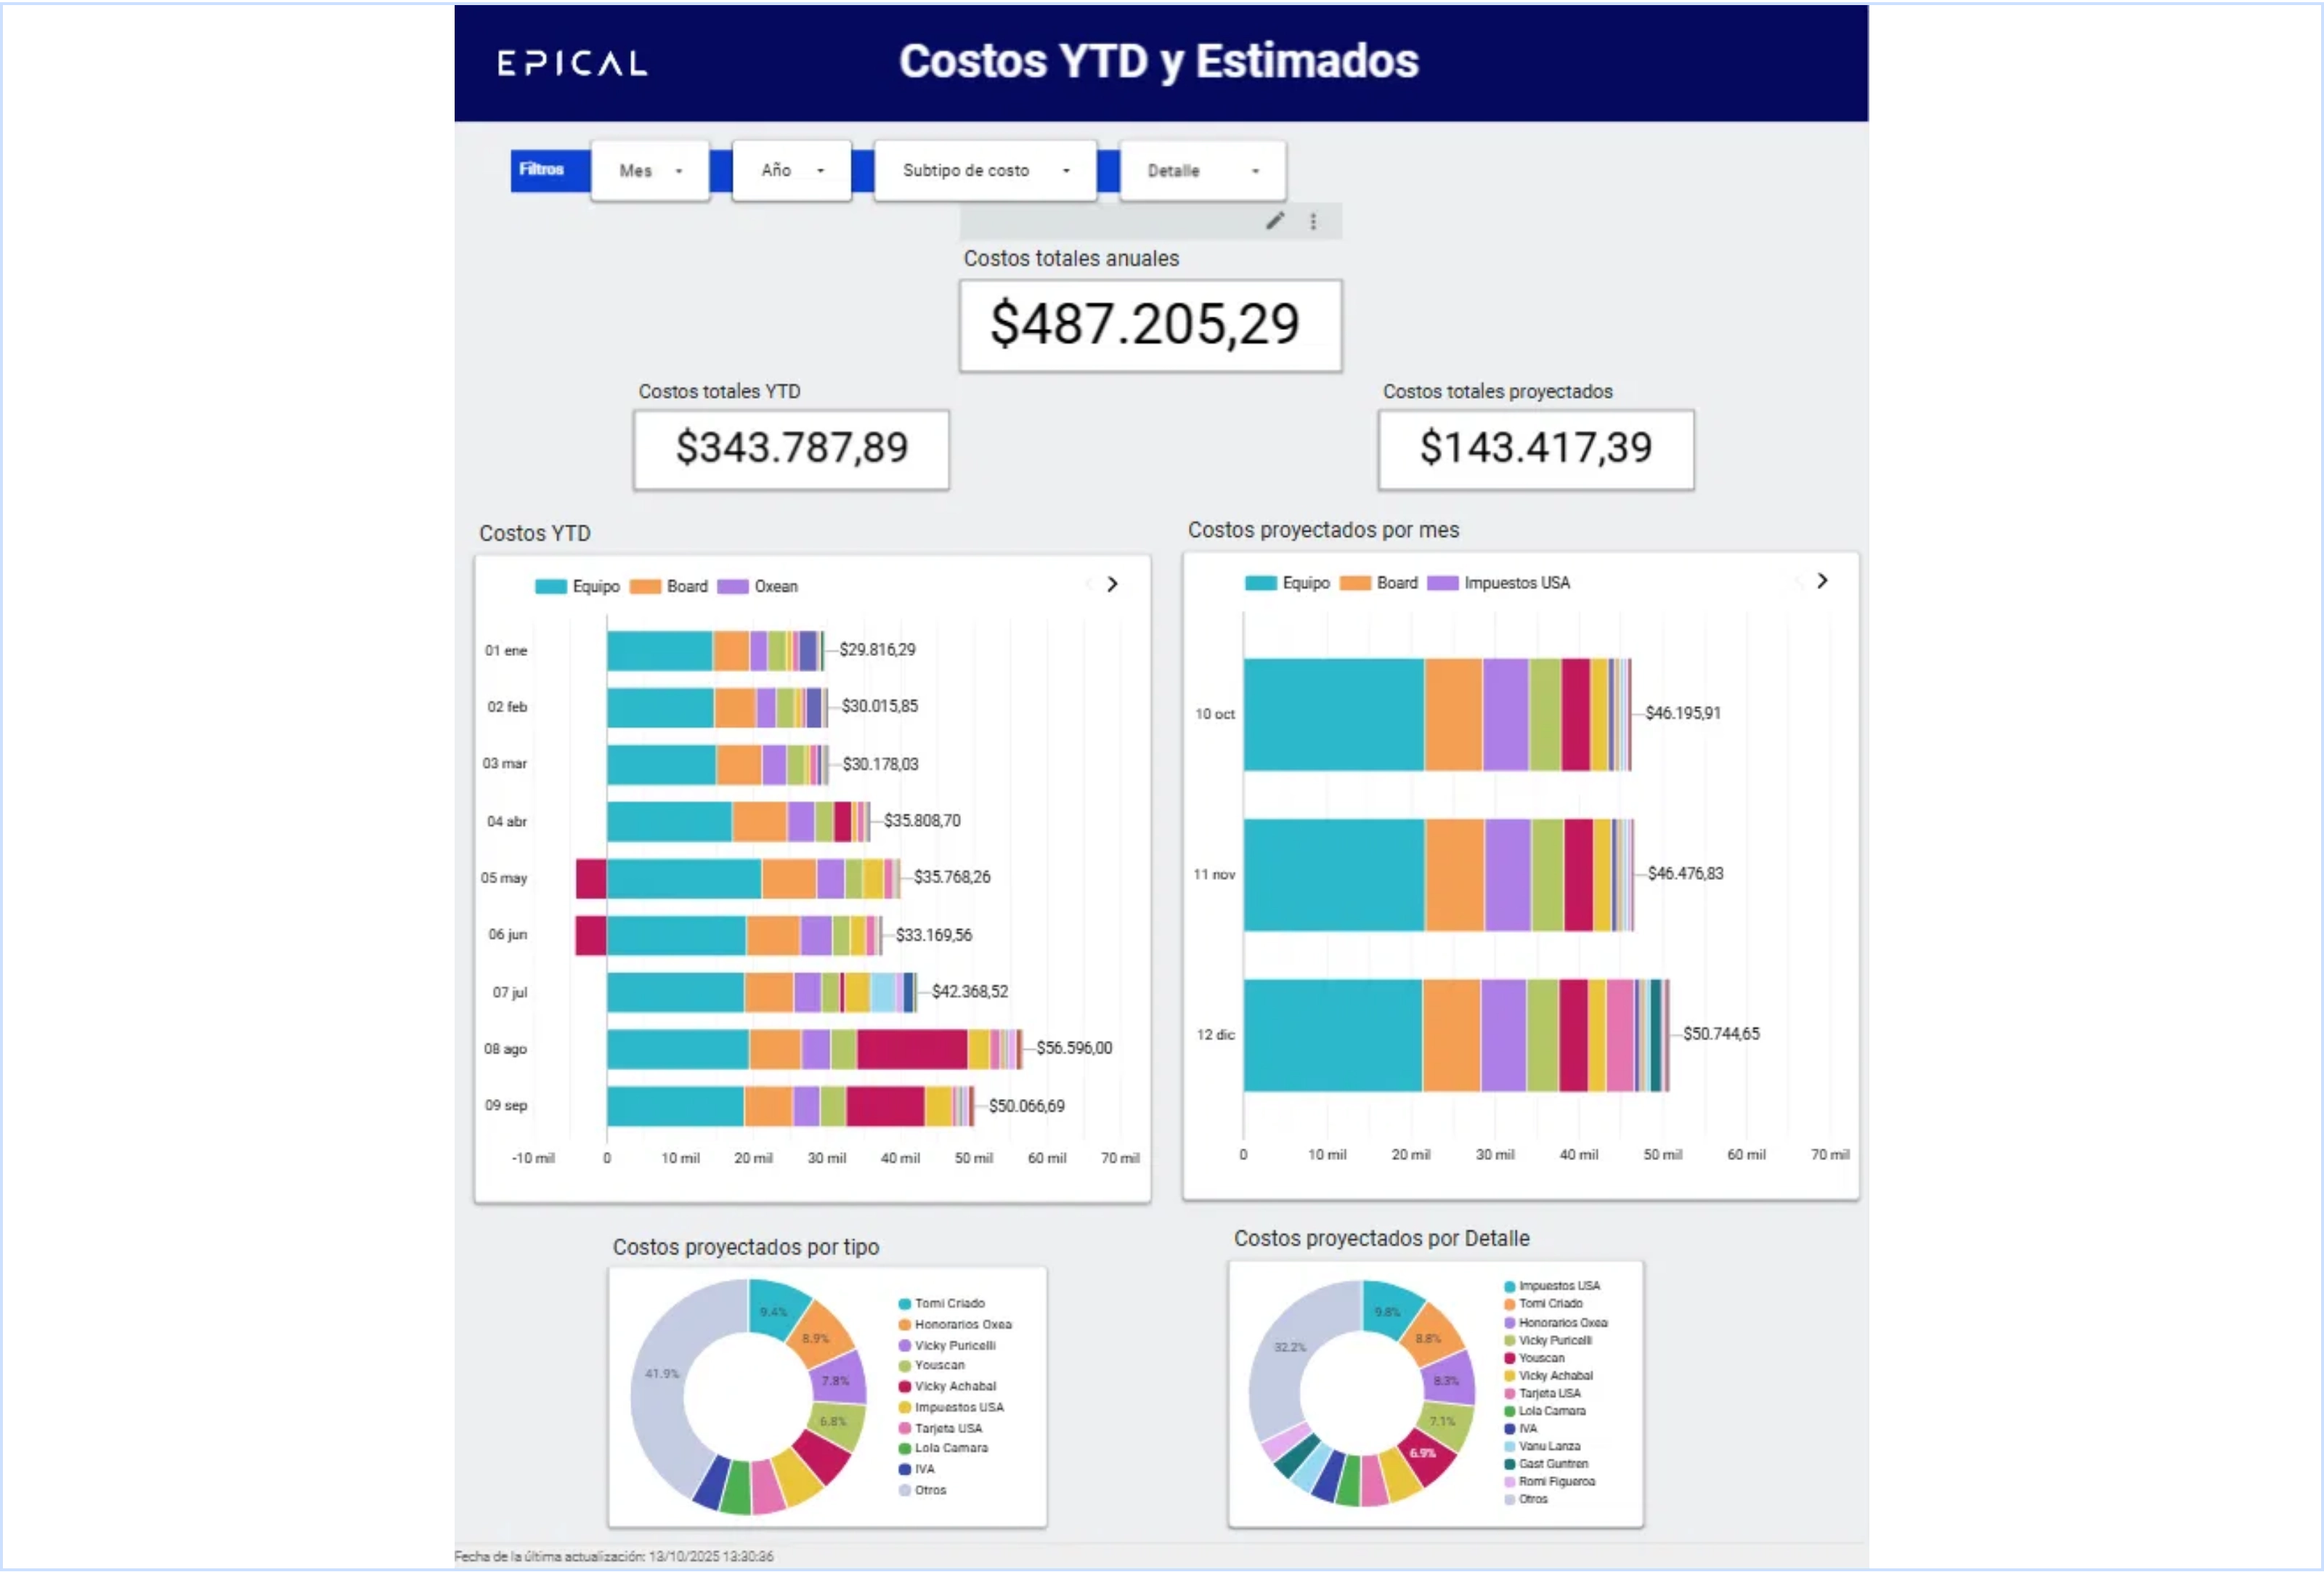 EPICAL
Costos YTD y Estimados
Filtros
Mes
Año
Subtipo de costo
Detalle
Costos totales anuales
$487.205,29
Costos totales YTD
$343.787,89
Costos totales proyectados
$143.417,39
Costos YTD
Equipo Board Oxean
01 ene $29.816,29
02 feb $30.015,85
03 mar $30.178,03
04 abr $35.808,70
05 may $35.768,26
06 jun $33.169,56
07 jul $42.368,52
08 ago $56.596,00
09 sep $50.066,69
-10 mil 0 10 mil 20 mil 30 mil 40 mil 50 mil 60 mil 70 mil
Costos proyectados por mes
Equipo Board Impuestos USA
10 oct $46.195,91
11 nov $46.476,83
12 dic $50.744,65
0 10 mil 20 mil 30 mil 40 mil 50 mil 60 mil 70 mil
Costos proyectados por tipo
9.4%
8.9%
7.8%
6.8%
41.9%
Tomi Criado
Honorarios Oxea
Vicky Puricelli
Youscan
Vicky Achabal
Impuestos USA
Tarjeta USA
Lola Camara
IVA
Otros
Costos proyectados por Detalle
9.8%
8.8%
8.3%
7.1%
6.9%
32.2%
Impuestos USA
Tomi Criado
Honorarios Oxea
Vicky Puricelli
Youscan
Vicky Achabal
Tarjeta USA
Lola Camara
IVA
Vanu Lanza
Gast Guntren
Romi Figueroa
Otros
Fecha de la última actualización: 13/10/2025 13:30:36